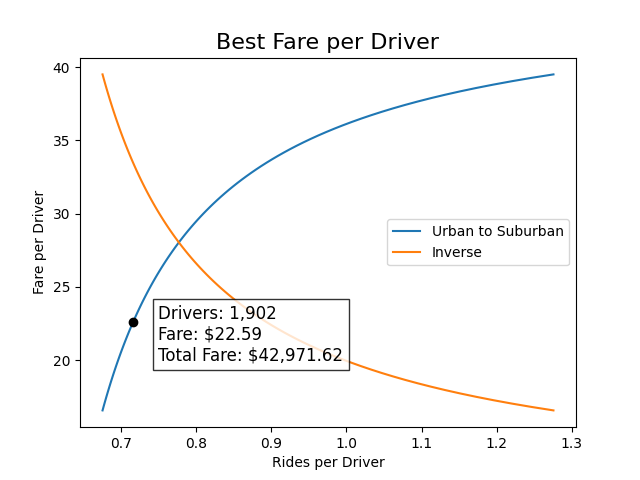 Best Fare per Driver
40
35
30
25
20
Fare per Driver
Urban to Suburban
Inverse
Drivers: 1,902
Fare: $22.59
Total Fare: $42,971.62
0.7 0.8 0.9 1.0 1.1 1.2 1.3
Rides per Driver